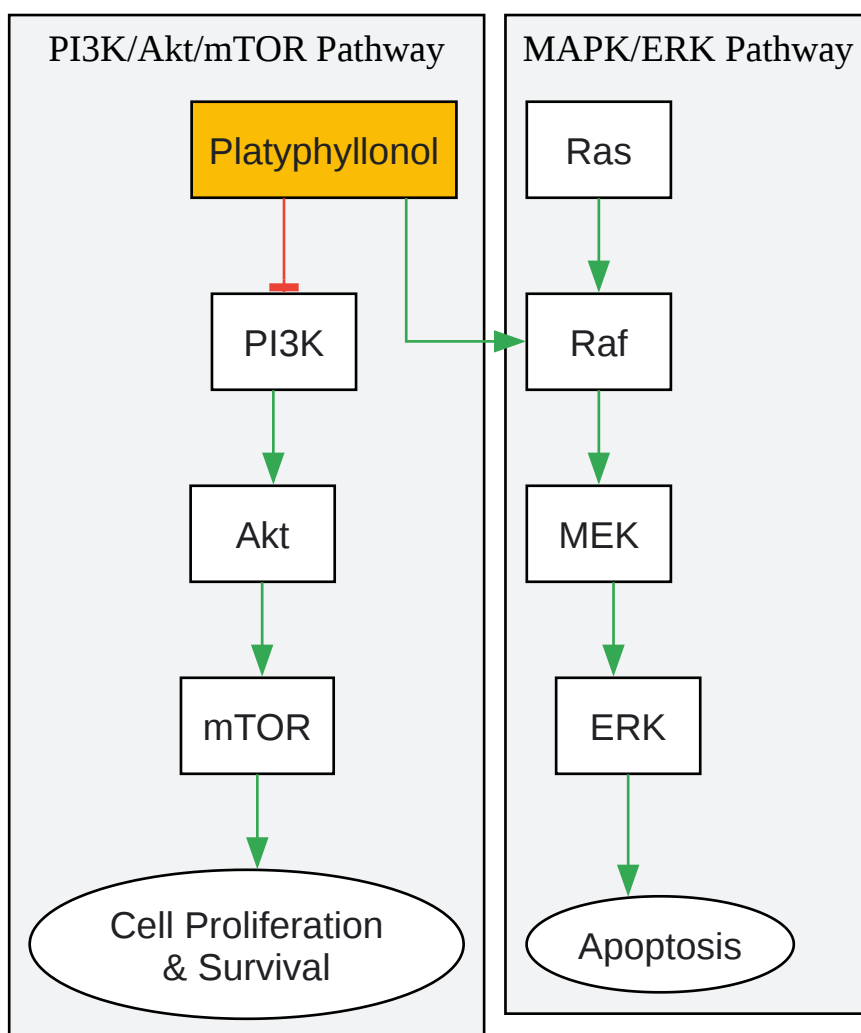 PI3K/Akt/mTOR Pathway
Platyphyllonol
PI3K
Akt
mTOR
Cell Proliferation
& Survival
MAPK/ERK Pathway
Ras
Raf
MEK
ERK
Apoptosis